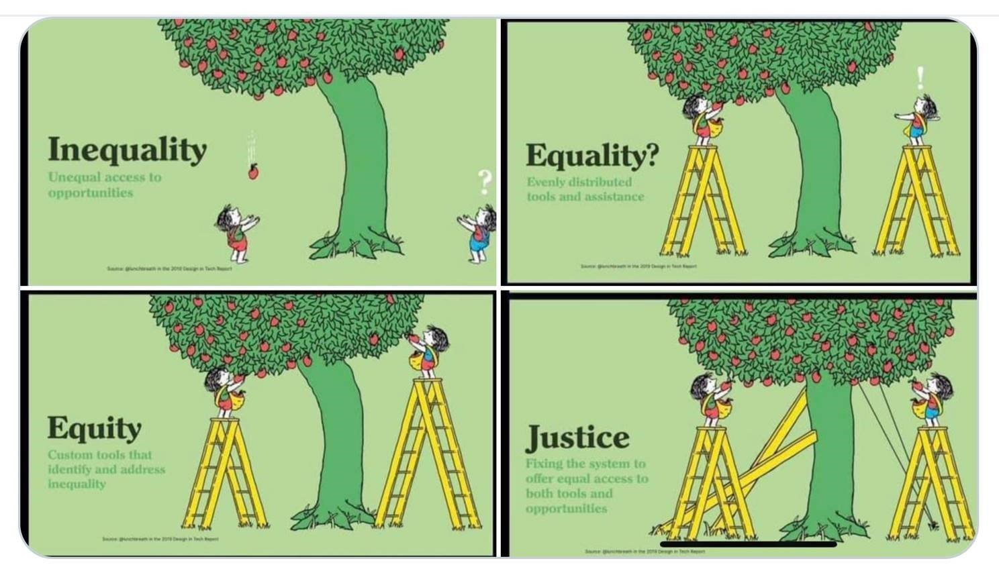 Inequality
Unequal access to
opportunities
?
Source: @lunchbreath in the 2019 Design in Tech Report
!
Equality?
Evenly distributed
tools and assistance
Source: @lunchbreath in the 2019 Design in Tech Report
Equity
Custom tools that
identify and address
inequality
Source: @lunchbreath in the 2019 Design in Tech Report
Justice
Fixing the system to
offer equal access to
both tools and
opportunities
Source: @lunchbreath in the 2019 Design in Tech Report